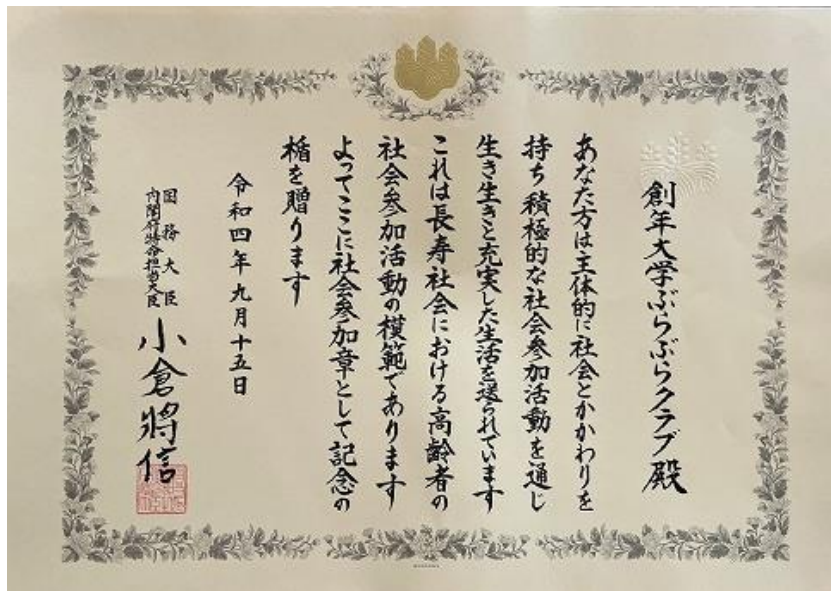 創年大学ぶらぶらクラブ殿
あなた方は主体的に社会とかかわりを
持ち積極的な社会参加活動を通じ
生き生きと充実した生活を送られています
これは長寿社会における高齢者の
社会参加活動の模範であります
よってここに社会参加章として記念の
楯を贈ります
令和四年九月十五日
国務大臣
内閣府特命担当大臣
小倉將信